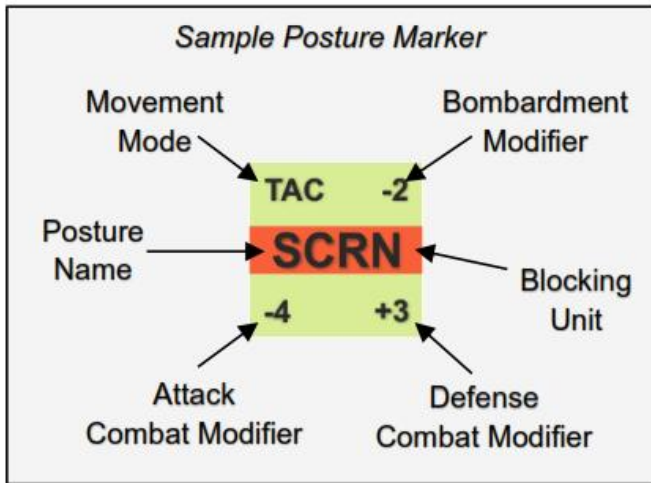 Sample Posture Marker
Movement Mode
Bombardment Modifier
TAC -2
Posture Name
SCRN
Blocking Unit
-4 +3
Attack Combat Modifier
Defense Combat Modifier